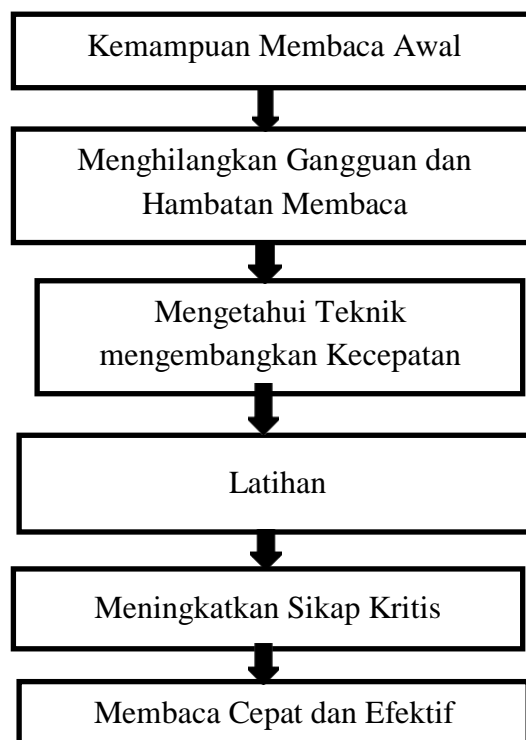 Kemampuan Membaca Awal
Menghilangkan Gangguan dan
Hambatan Membaca
Mengetahui Teknik
mengembangkan Kecepatan
Latihan
Meningkatkan Sikap Kritis
Membaca Cepat dan Efektif